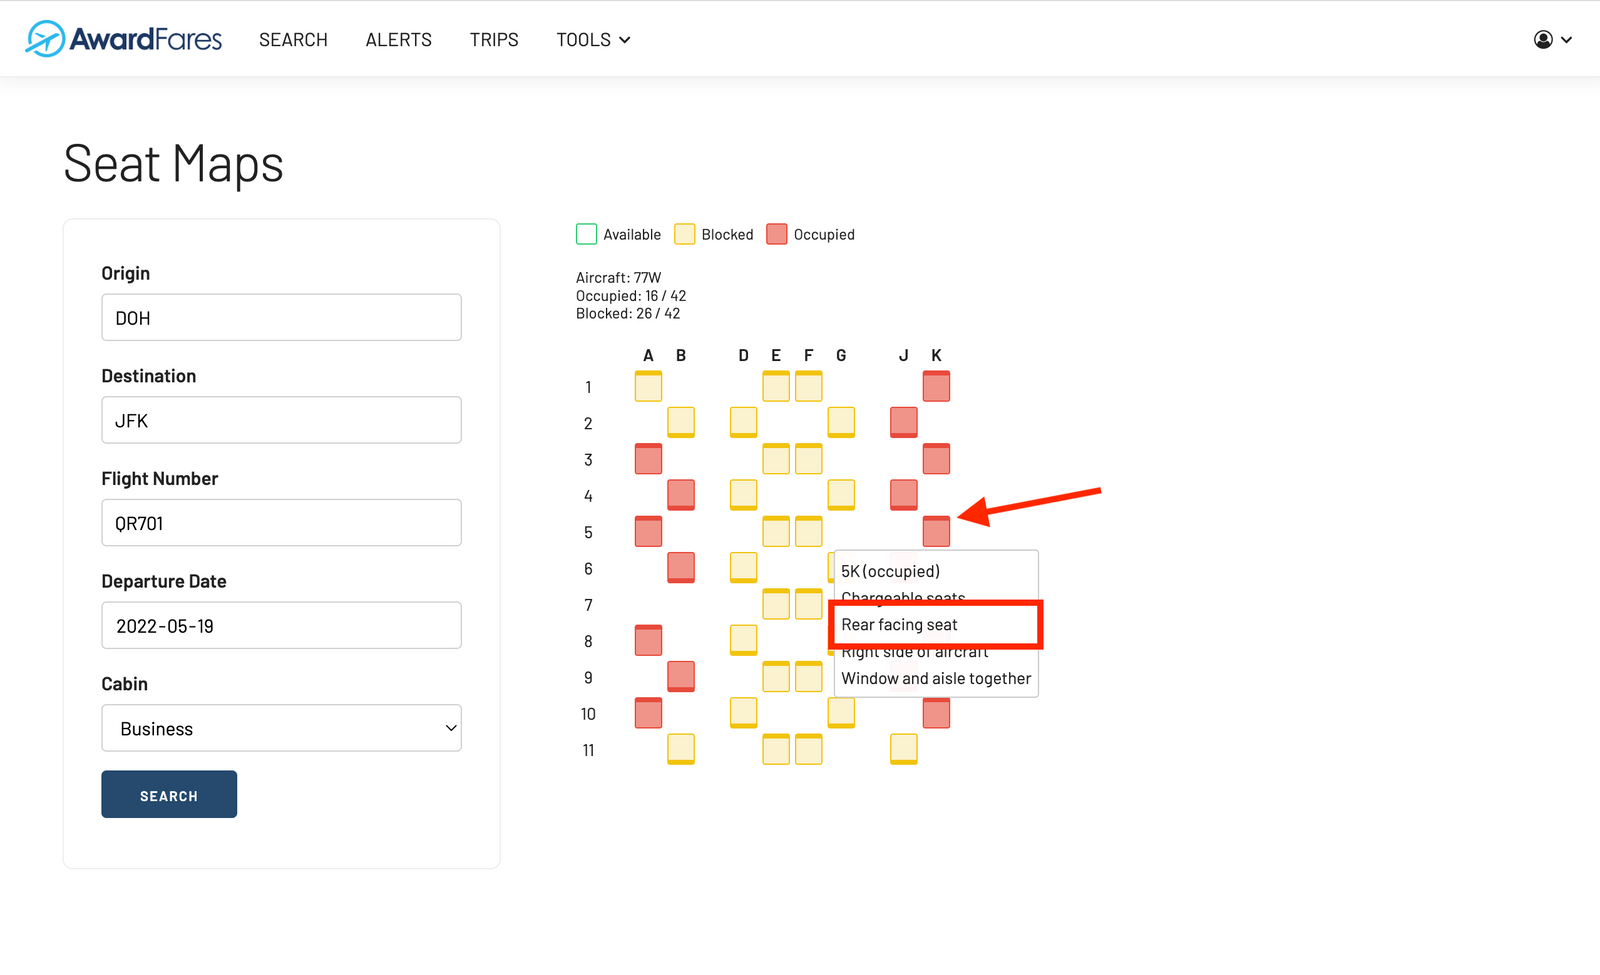 AwardFares SEARCH ALERTS TRIPS TOOLS
Seat Maps
Origin
DOH
Destination
JFK
Flight Number
QR701
Departure Date
2022-05-19
Cabin
Business
SEARCH
Available Blocked Occupied
Aircraft: 77W
Occupied: 16 / 42
Blocked: 26 / 42
A B D E F G J K
1
2
3
4
5
6
7
8
9
10
11
5K (occupied)
Chargeable seats
Rear facing seat
Right side of aircraft
Window and aisle together